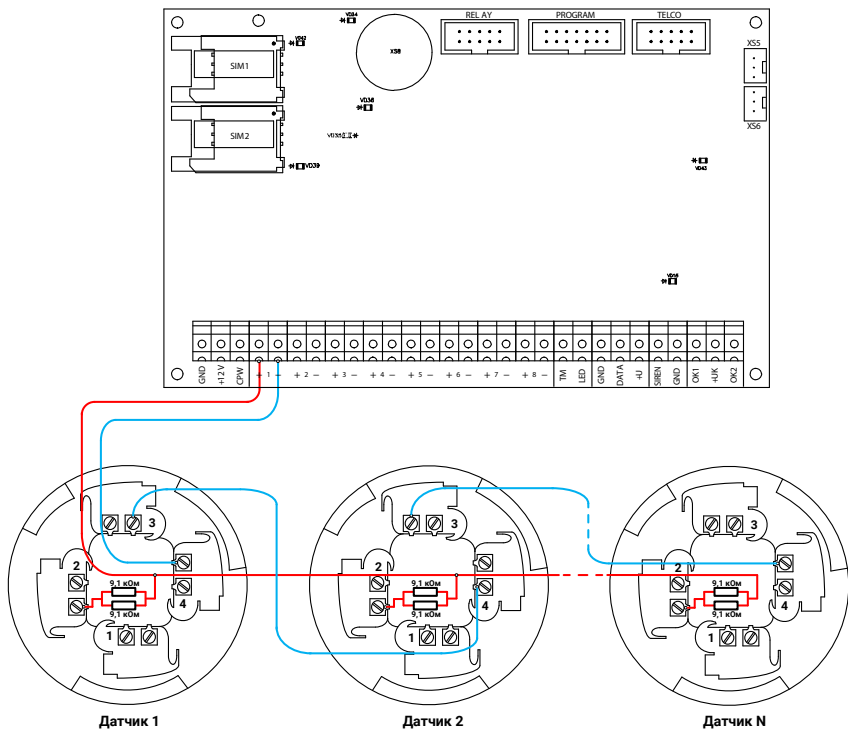 REL AY
PROGRAM
TELCO
VD34
VD42
XS8
XS5
SIM1
VD36
XS6
SIM2
VD39
VD43
GND
+12 V
CPW
+ 1 −
+ 2 −
+ 3 −
+ 4 −
+ 5 −
+ 6 −
+ 7 −
+ 8 −
TM
LED
GND
DATA
+U
SIREN
GND
OK1
+UK
OK2
3
2
9,1 кОм
9,1 кОм
4
1
3
2
9,1 кОм
9,1 кОм
4
1
3
2
9,1 кОм
9,1 кОм
4
1
Датчик 1
Датчик 2
Датчик N